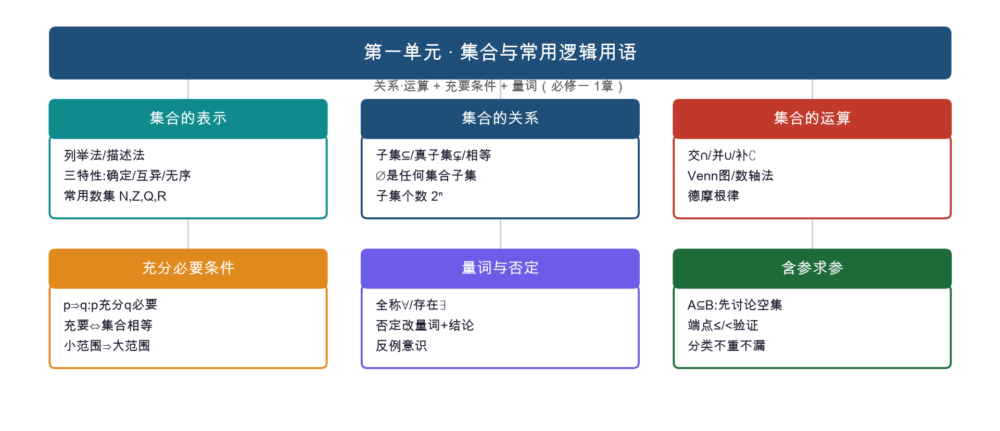 第一单元 · 集合与常用逻辑用语
关系·运算 + 充要条件 + 量词 ( 必修一 1章 )
集合的表示
列举法/描述法
三特性:确定/互异/无序
常用数集 N,Z,Q,R
集合的关系
子集⊆/真子集⫋/相等
∅是任何集合子集
子集个数 2ⁿ
集合的运算
交∩/并∪/补∁
Venn图/数轴法
德摩根律
充分必要条件
p⇒q:p充分q必要
充要⇔集合相等
小范围⇒大范围
量词与否定
全称∀/存在∃
否定改量词+结论
反例意识
含参求参
A⊆B:先讨论空集
端点≤/<验证
分类不重不漏